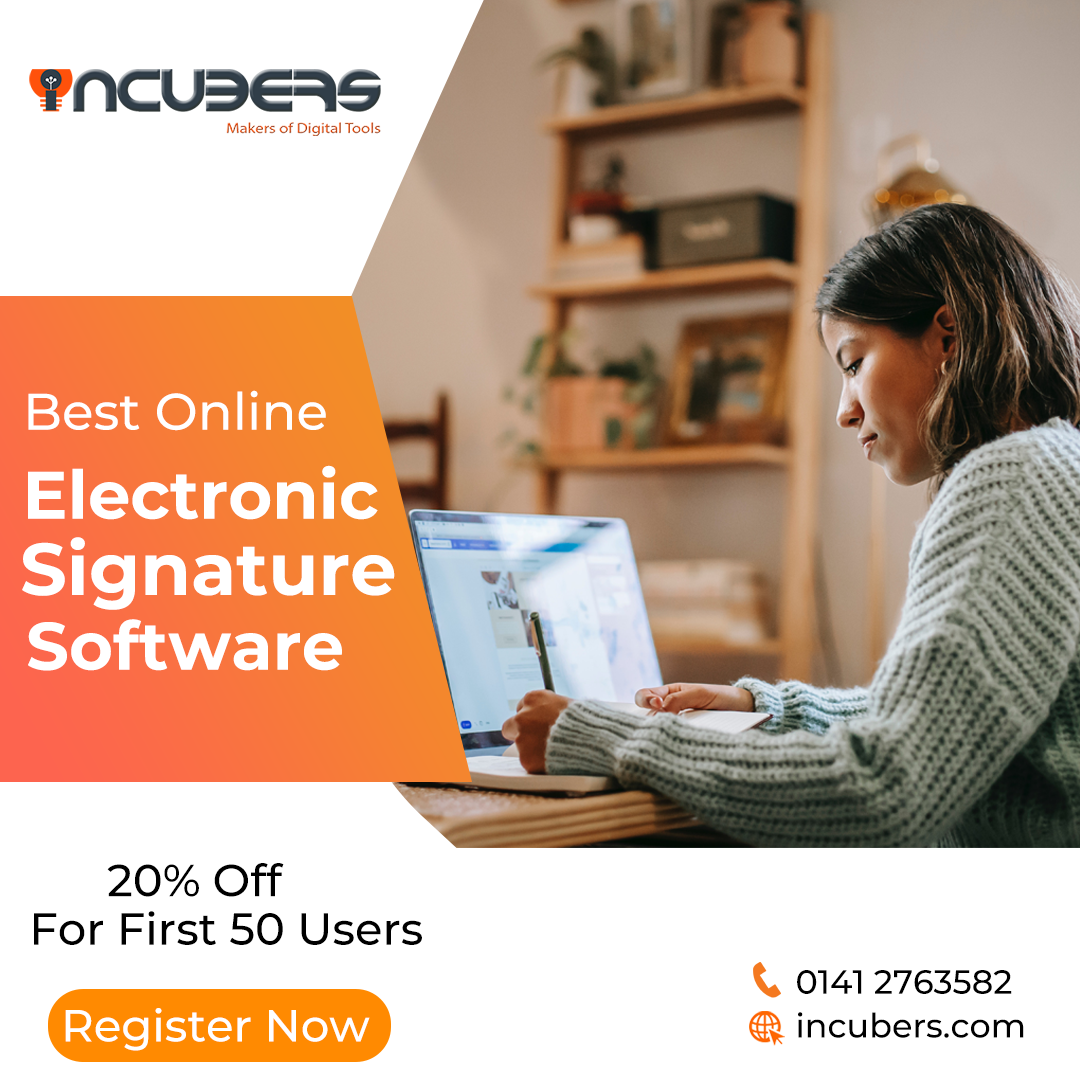 INCUBERS
Makers of Digital Tools
Best Online
Electronic
Signature
Software
20% Off
For First 50 Users
Register Now
0141 2763582
incubers.com